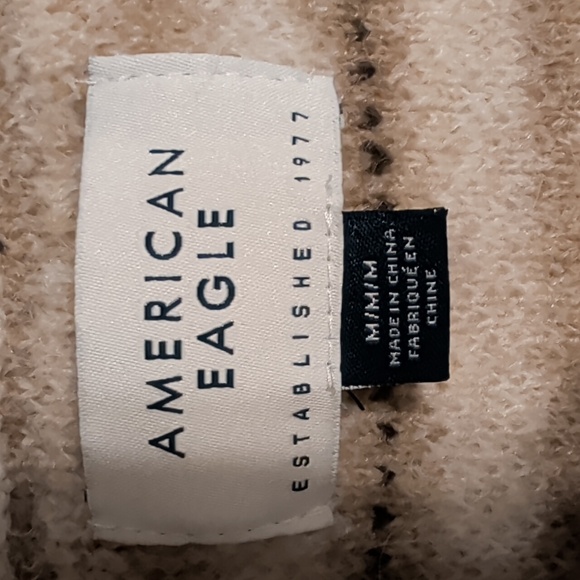 AMERICAN
EAGLE
ESTABLISHED 1977
M/M/M
MADE IN CHINA
FABRIQUÉ EN
CHINE